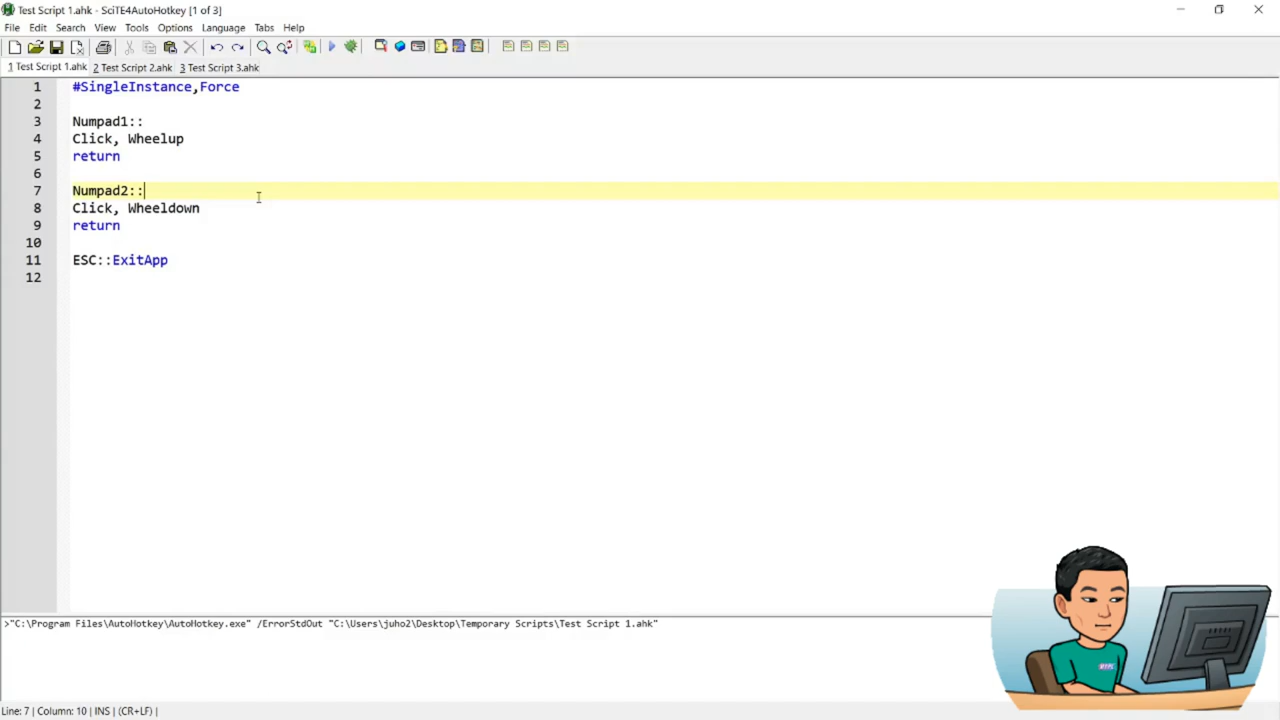 Test Script 1.ahk - SciTE4AutoHotkey [1 of 3]
File Edit Search View Tools Options Language Tabs Help
1 Test Script 1.ahk 2 Test Script 2.ahk 3 Test Script 3.ahk
1 #SingleInstance,Force
2
3 Numpad1::
4 Click, Wheelup
5 return
6
7 Numpad2::
8 Click, Wheeldown
9 return
10
11 ESC::ExitApp
12
>"C:\Program Files\AutoHotkey\AutoHotkey.exe" /ErrorStdOut "C:\Users\juho2\Desktop\Temporary Scripts\Test Script 1.ahk"
Line: 7 | Column: 10 | INS | (CR+LF) |